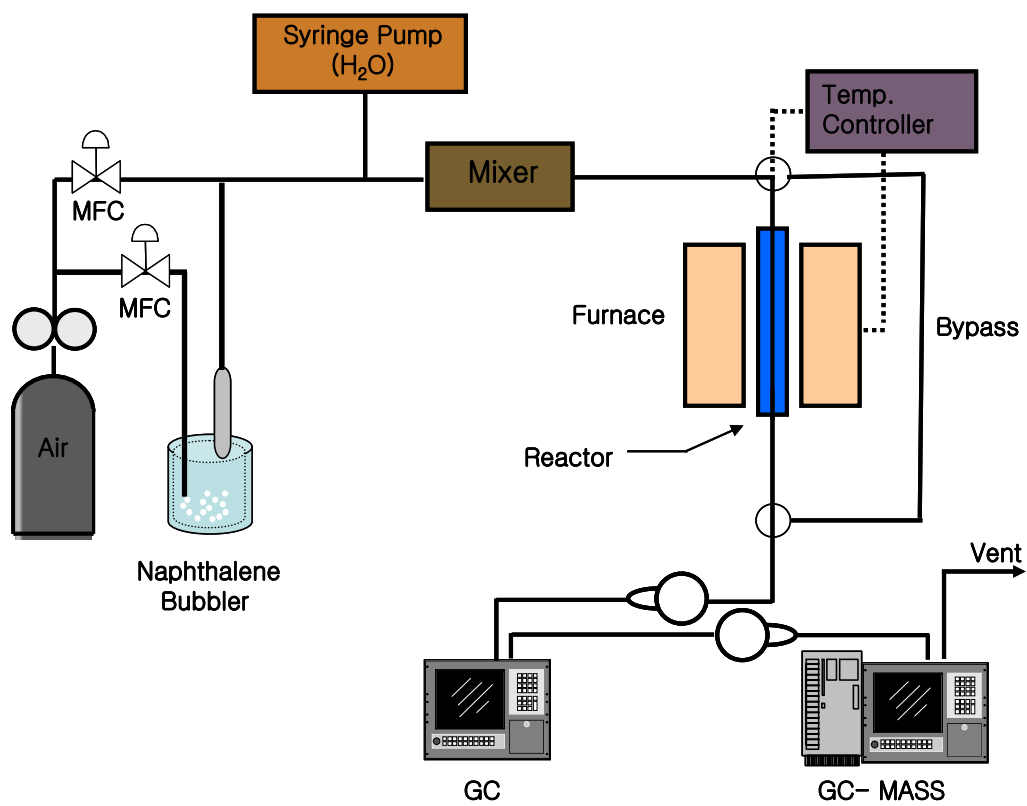 Syringe Pump
(H₂O)
Temp.
Controller
Mixer
MFC
MFC
Furnace
Bypass
Air
Reactor
Naphthalene
Bubbler
Vent
GC
GC- MASS